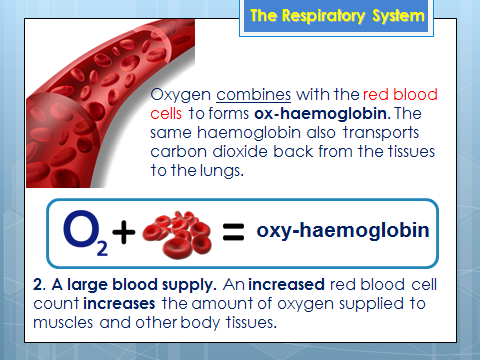 The Respiratory System
Oxygen combines with the red blood
cells to forms ox-haemoglobin. The
same haemoglobin also transports
carbon dioxide back from the tissues
to the lungs.
O2 + = oxy-haemoglobin
2. A large blood supply. An increased red blood cell
count increases the amount of oxygen supplied to
muscles and other body tissues.